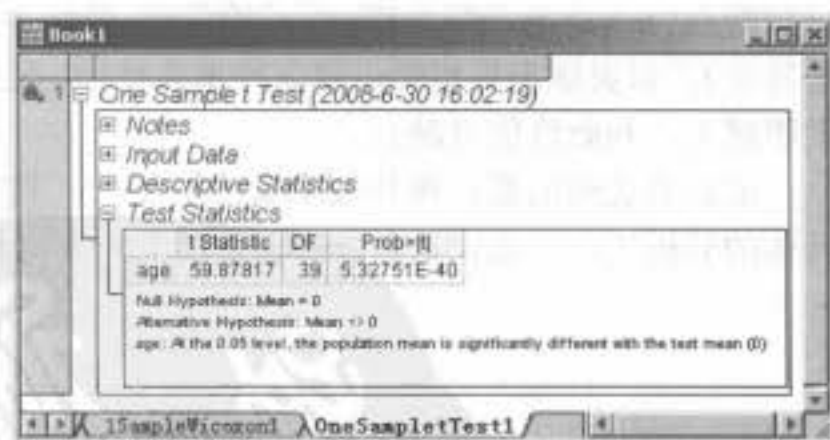 Book1
1 One Sample t Test (2008-6-30 16:02:19)
Notes
Input Data
Descriptive Statistics
Test Statistics
t Statistic DF Prob>|t|
age 59.87817 39 5.32751E-40
Null Hypothesis: Mean = 0
Alternative Hypothesis: Mean <> 0
age: At the 0.05 level, the population mean is significantly different with the test mean (0)
1SampleWicoxon1 OneSampletTest1